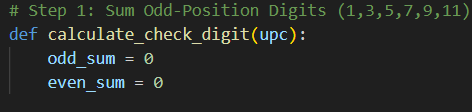 # Step 1: Sum Odd-Position Digits (1,3,5,7,9,11)
def calculate_check_digit(upc):
    odd_sum = 0
    even_sum = 0